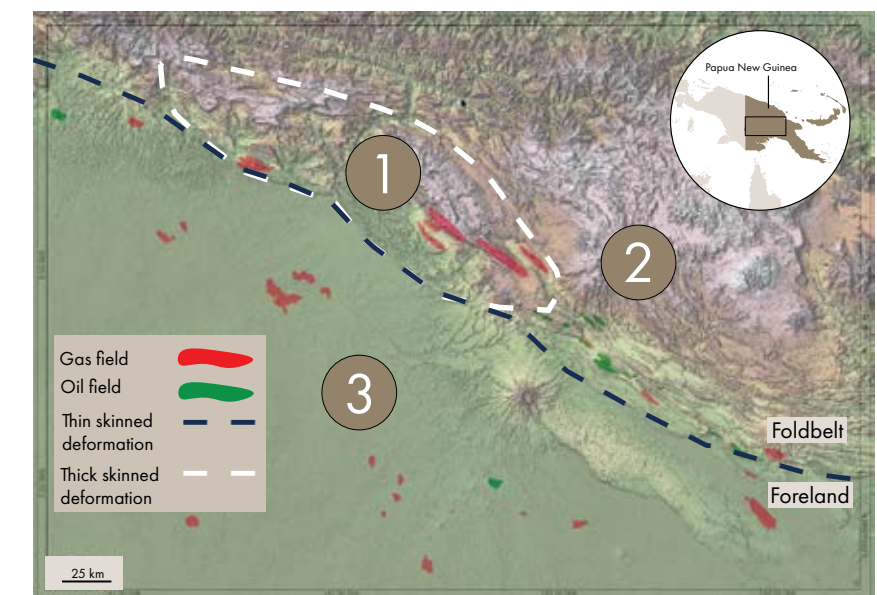 Papua New Guinea
1
2
3
Gas field
Oil field
Thin skinned
deformation
Thick skinned
deformation
Foldbelt
Foreland
25 km